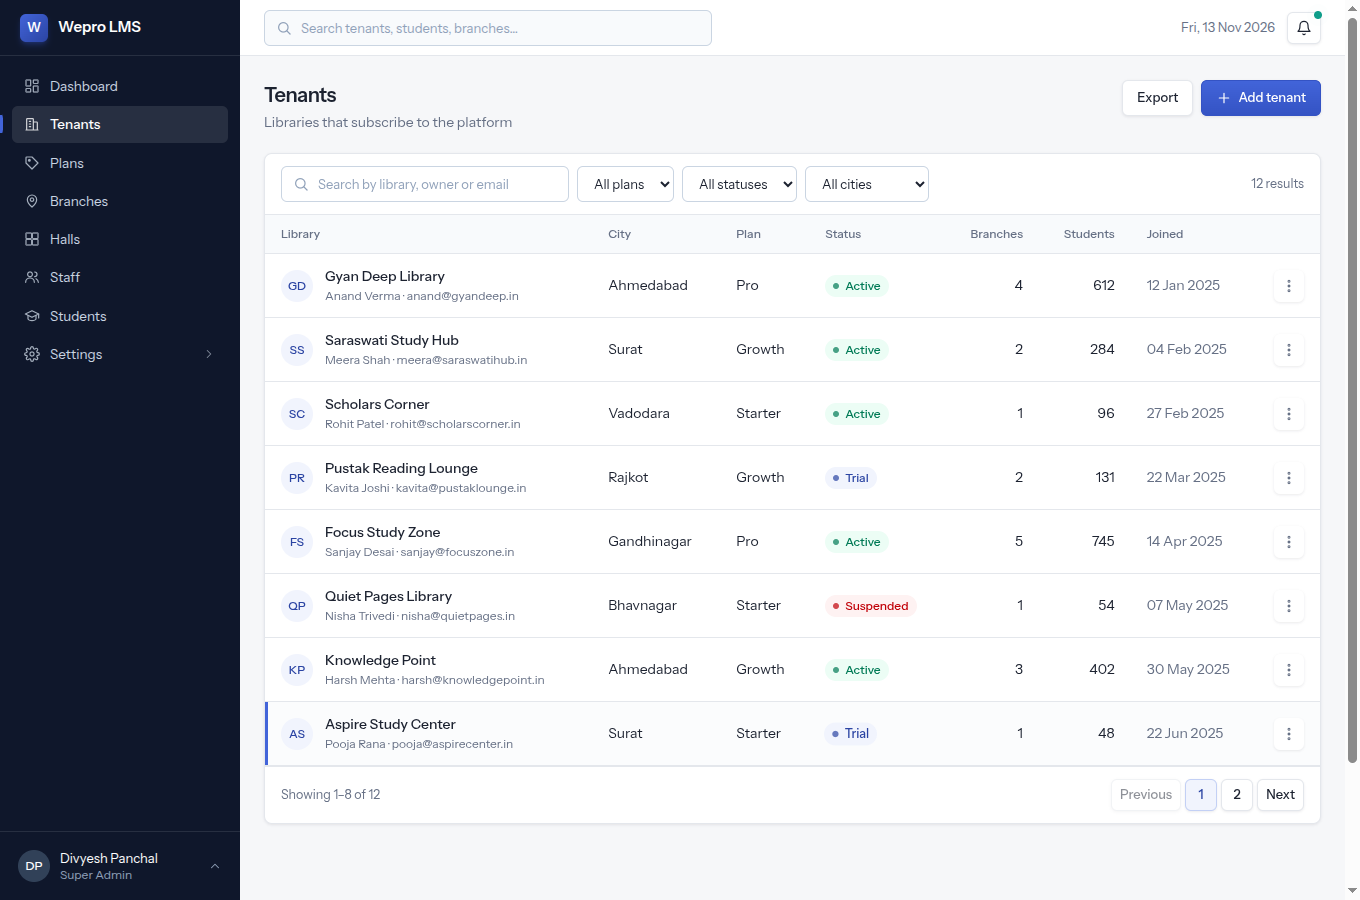 W Wepro LMS
Search tenants, students, branches...
Fri, 13 Nov 2026
Dashboard
Tenants
Plans
Branches
Halls
Staff
Students
Settings
DP
Divyesh Panchal
Super Admin
Tenants
Libraries that subscribe to the platform
Export
Add tenant
Search by library, owner or email
All plans
All statuses
All cities
12 results
Library City Plan Status Branches Students Joined
GD Gyan Deep Library Ahmedabad Pro Active 4 612 12 Jan 2025
Anand Verma · anand@gyandeep.in
SS Saraswati Study Hub Surat Growth Active 2 284 04 Feb 2025
Meera Shah · meera@saraswatihub.in
SC Scholars Corner Vadodara Starter Active 1 96 27 Feb 2025
Rohit Patel · rohit@scholarscorner.in
PR Pustak Reading Lounge Rajkot Growth Trial 2 131 22 Mar 2025
Kavita Joshi · kavita@pustaklounge.in
FS Focus Study Zone Gandhinagar Pro Active 5 745 14 Apr 2025
Sanjay Desai · sanjay@focuszone.in
QP Quiet Pages Library Bhavnagar Starter Suspended 1 54 07 May 2025
Nisha Trivedi · nisha@quietpages.in
KP Knowledge Point Ahmedabad Growth Active 3 402 30 May 2025
Harsh Mehta · harsh@knowledgepoint.in
AS Aspire Study Center Surat Starter Trial 1 48 22 Jun 2025
Pooja Rana · pooja@aspirecenter.in
Showing 1–8 of 12
Previous 1 2 Next